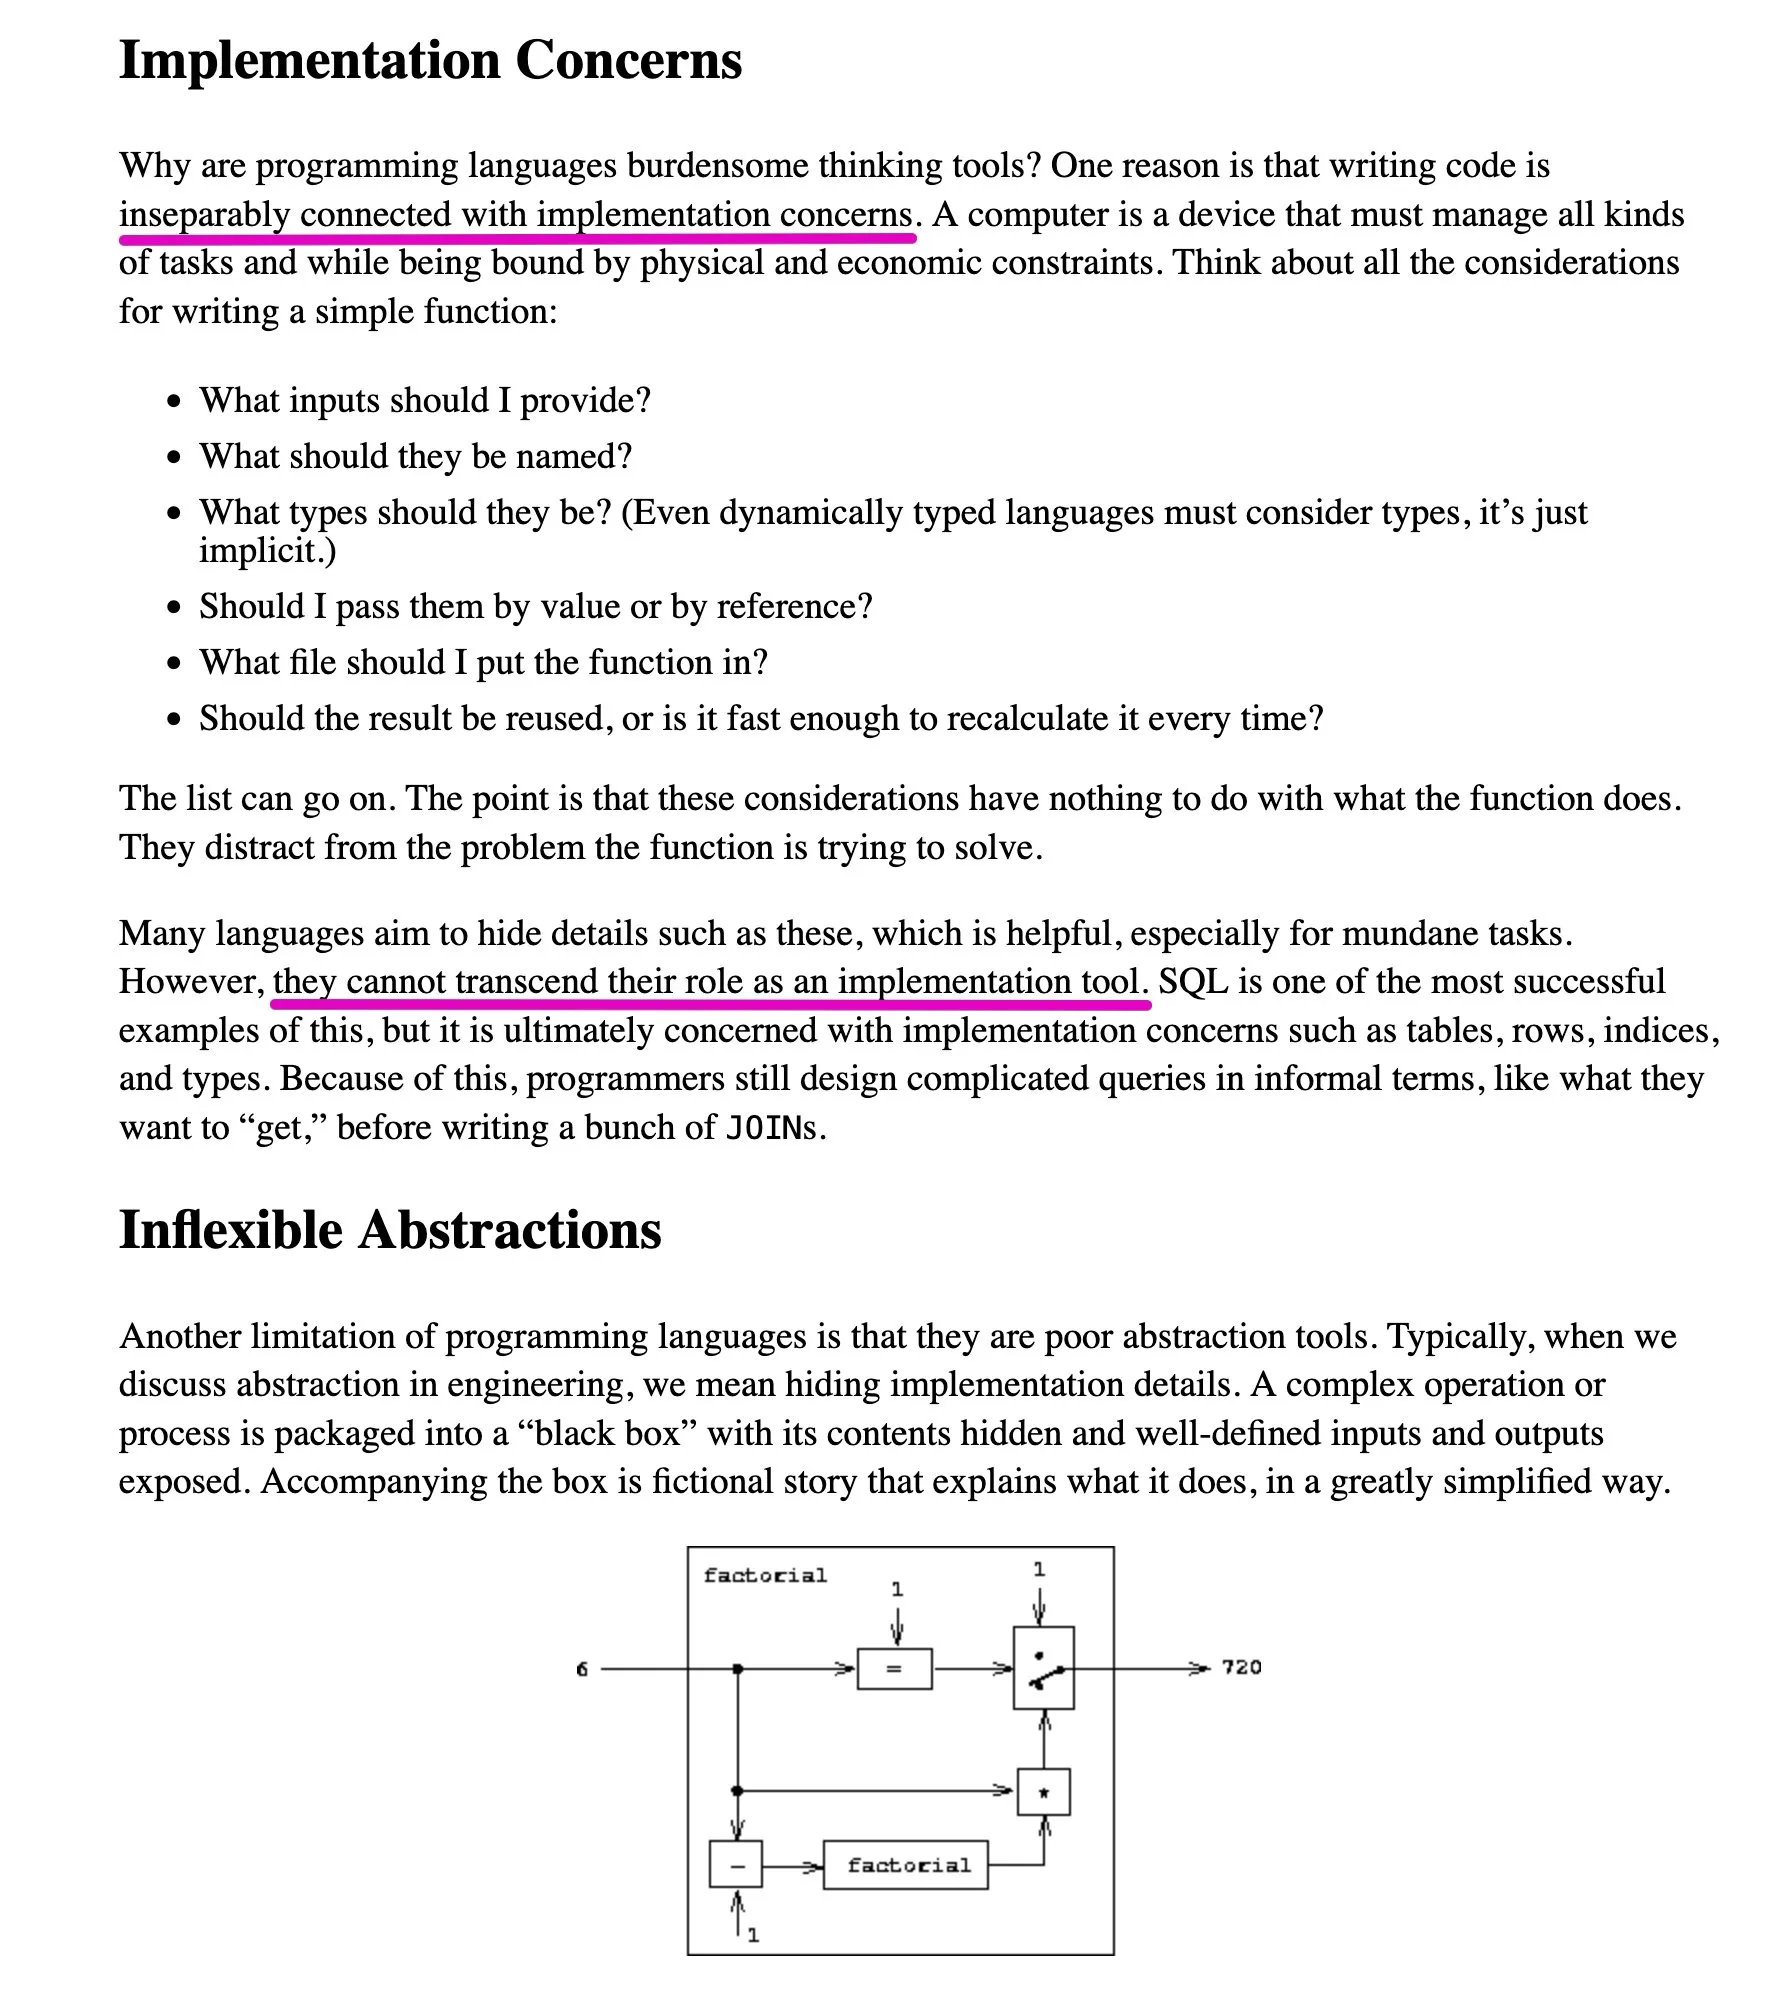 Implementation Concerns
Why are programming languages burdensome thinking tools? One reason is that writing code is
inseparably connected with implementation concerns. A computer is a device that must manage all kinds
of tasks and while being bound by physical and economic constraints. Think about all the considerations
for writing a simple function:
• What inputs should I provide?
• What should they be named?
• What types should they be? (Even dynamically typed languages must consider types, it’s just
implicit.)
• Should I pass them by value or by reference?
• What file should I put the function in?
• Should the result be reused, or is it fast enough to recalculate it every time?
The list can go on. The point is that these considerations have nothing to do with what the function does.
They distract from the problem the function is trying to solve.
Many languages aim to hide details such as these, which is helpful, especially for mundane tasks.
However, they cannot transcend their role as an implementation tool. SQL is one of the most successful
examples of this, but it is ultimately concerned with implementation concerns such as tables, rows, indices,
and types. Because of this, programmers still design complicated queries in informal terms, like what they
want to “get,” before writing a bunch of JOINs.
Inflexible Abstractions
Another limitation of programming languages is that they are poor abstraction tools. Typically, when we
discuss abstraction in engineering, we mean hiding implementation details. A complex operation or
process is packaged into a “black box” with its contents hidden and well-defined inputs and outputs
exposed. Accompanying the box is fictional story that explains what it does, in a greatly simplified way.
factorial
1
1
6
=
720
*
-
factorial
1